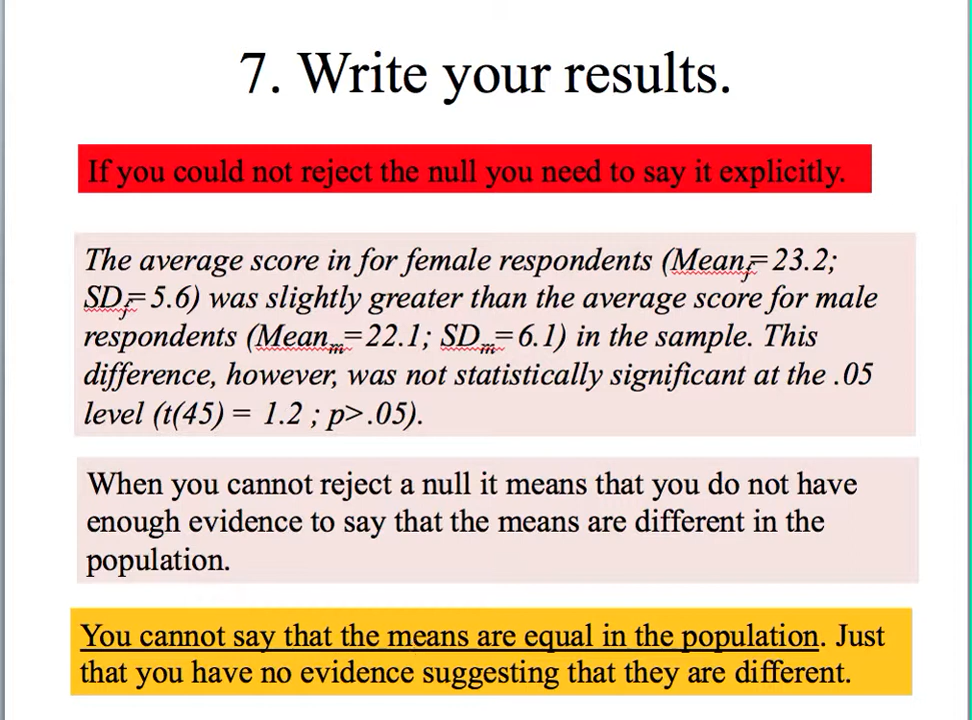 7. Write your results.
If you could not reject the null you need to say it explicitly.
The average score in for female respondents (Mean_f=23.2;
SD_f=5.6) was slightly greater than the average score for male
respondents (Mean_m=22.1; SD_m=6.1) in the sample. This
difference, however, was not statistically significant at the .05
level (t(45) = 1.2 ; p>.05).
When you cannot reject a null it means that you do not have
enough evidence to say that the means are different in the
population.
You cannot say that the means are equal in the population. Just
that you have no evidence suggesting that they are different.